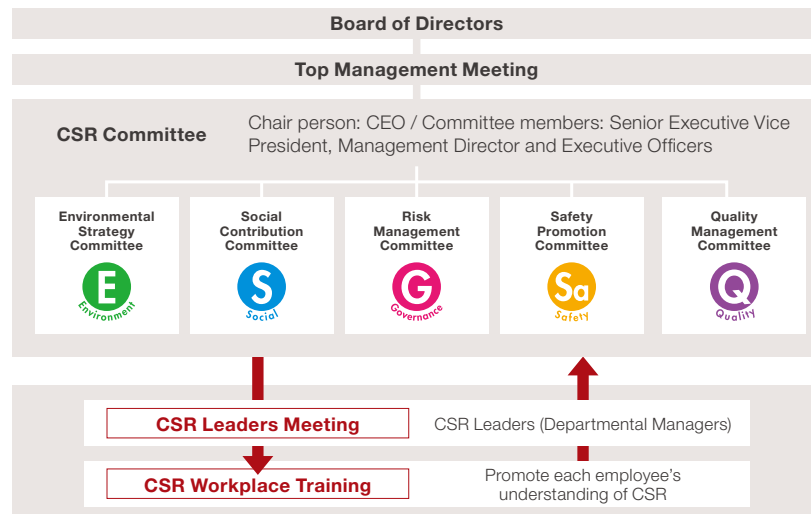 Board of Directors
Top Management Meeting
CSR Committee
Chair person: CEO / Committee members: Senior Executive Vice
President, Management Director and Executive Officers
Environmental
Strategy
Committee
E
Environment
Social
Contribution
Committee
S
Social
Risk
Management
Committee
G
Governance
Safety
Promotion
Committee
Sa
Safety
Quality
Management
Committee
Q
Quality
CSR Leaders Meeting
CSR Leaders (Departmental Managers)
CSR Workplace Training
Promote each employee's
understanding of CSR